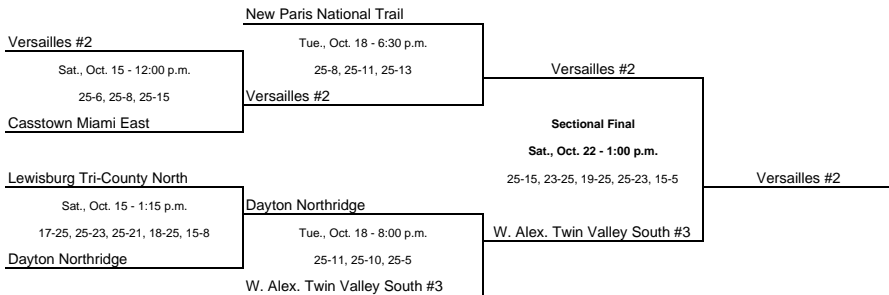 New Paris National Trail
Versailles #2
Tue., Oct. 18 - 6:30 p.m.
Sat., Oct. 15 - 12:00 p.m.
25-8, 25-11, 25-13
Versailles #2
25-6, 25-8, 25-15
Versailles #2
Casstown Miami East
Sectional Final
Sat., Oct. 22 - 1:00 p.m.
Lewisburg Tri-County North
25-15, 23-25, 19-25, 25-23, 15-5
Versailles #2
Sat., Oct. 15 - 1:15 p.m.
Dayton Northridge
17-25, 25-23, 25-21, 18-25, 15-8
Tue., Oct. 18 - 8:00 p.m.
W. Alex. Twin Valley South #3
Dayton Northridge
25-11, 25-10, 25-5
W. Alex. Twin Valley South #3